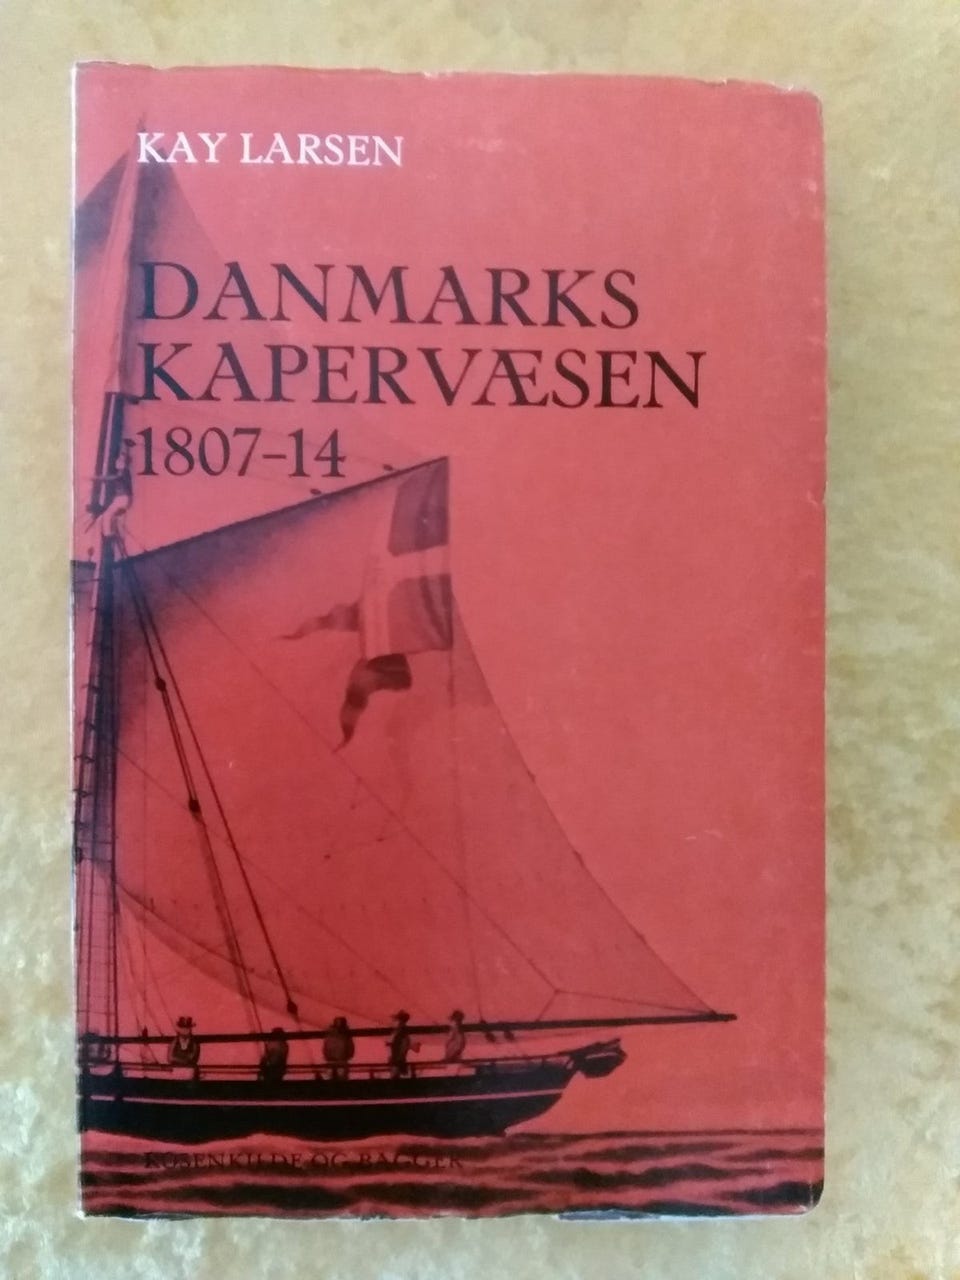 KAY LARSEN
DANMARKS
KAPERVÆSEN
1807-14
ROSENKILDE OG BAGGER